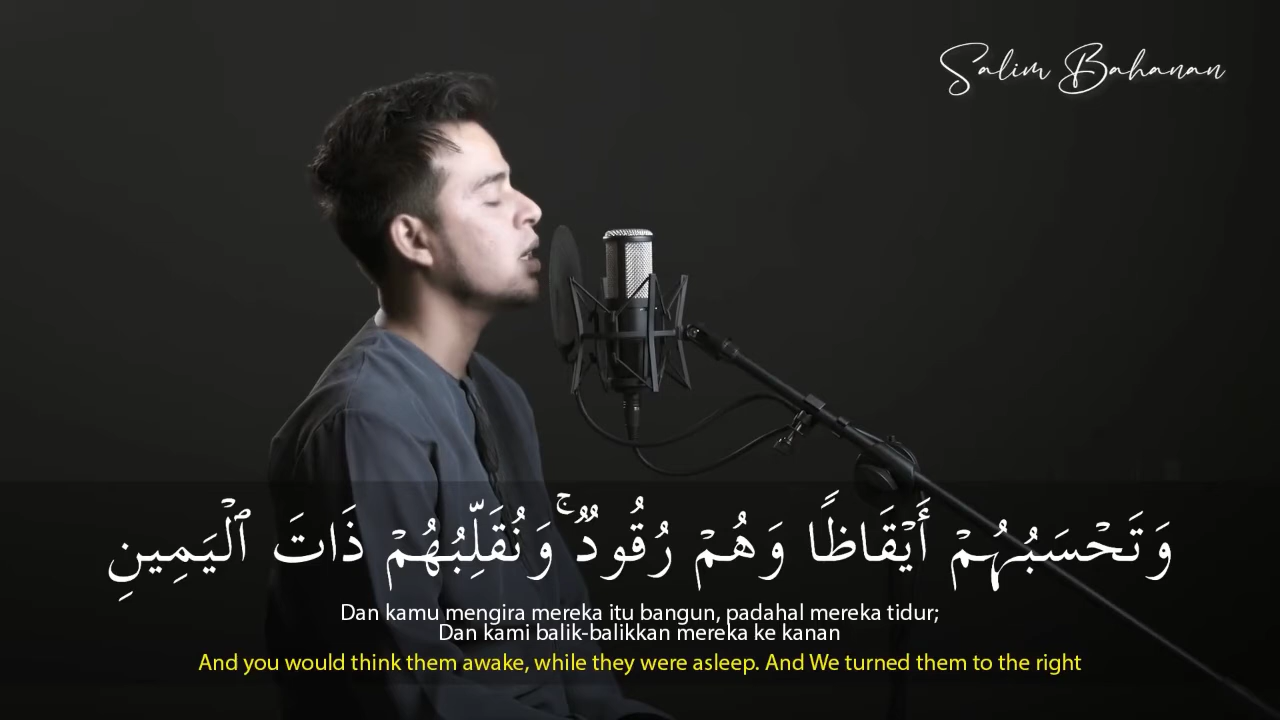 Salim Bahanan
وَتَحْسَبُهُمْ أَيْقَاظًا وَهُمْ رُقُودٌ ۚ وَنُقَلِّبُهُمْ ذَاتَ ٱلْيَمِينِ
Dan kamu mengira mereka itu bangun, padahal mereka tidur;
Dan kami balik-balikkan mereka ke kanan
And you would think them awake, while they were asleep. And We turned them to the right